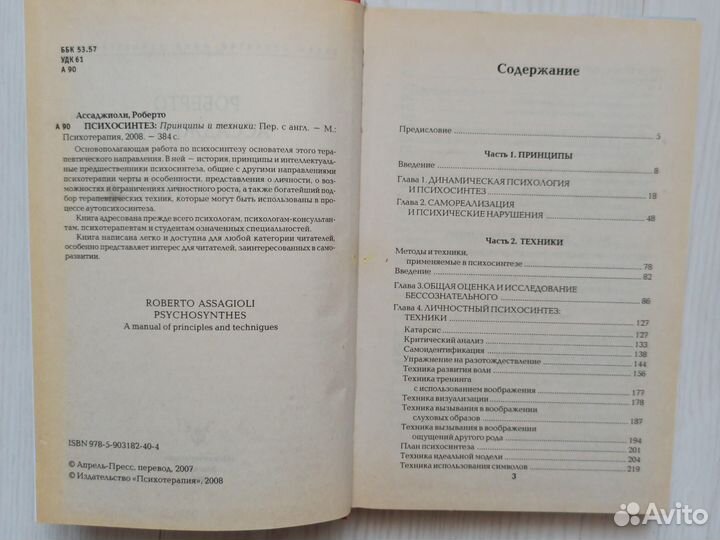 ББК 53.57
УДК 61
А 90
Ассаджиоли, Роберто
А 90 ПСИХОСИНТЕЗ: Принципы и техники: Пер. с англ. — М.:
Психотерапия, 2008. — 384 с.
Основополагающая работа по психосинтезу основателя этого тера-
певтического направления. В ней — история, принципы и интеллектуаль-
ные предшественники психосинтеза, общие с другими направлениями
психотерапии черты и особенности, представления о личности, о воз-
можностях и ограничениях личностного роста, а также богатейший под-
бор терапевтических техник, которые могут быть использованы в про-
цессе аутопсихосинтеза.
Книга адресована прежде всего психологам, психологам-консультан-
там, психотерапевтам и студентам означенных специальностей.
Книга написана легко и доступно для любой категории читателей,
особенно представляет интерес для читателей, заинтересованных в само-
развитии.
ROBERTO ASSAGIOLI
PSYCHOSYNTHES
A manual of principles and technigues
ISBN 978-5-903182-40-4
© Апрель-Пресс, перевод, 2007
© Издательство «Психотерапия», 2008
Содержание
Предисловие 5
Часть 1. ПРИНЦИПЫ
Введение 8
Глава 1. ДИНАМИЧЕСКАЯ ПСИХОЛОГИЯ
И ПСИХОСИНТЕЗ 18
Глава 2. САМОРЕАЛИЗАЦИЯ
И ПСИХИЧЕСКИЕ НАРУШЕНИЯ 48
Часть 2. ТЕХНИКИ
Методы и техники,
применяемые в психосинтезе 78
Введение 82
Глава 3. ОБЩАЯ ОЦЕНКА И ИССЛЕДОВАНИЕ
БЕССОЗНАТЕЛЬНОГО 86
Глава 4. ЛИЧНОСТНЫЙ ПСИХОСИНТЕЗ:
ТЕХНИКИ 127
Катарсис 127
Критический анализ 133
Самоидентификация 138
Упражнение на разотождествление 144
Техника развития воли 156
Техника тренинга
с использованием воображения 177
Техника визуализации 178
Техника вызывания в воображении
слуховых образов 187
Техника вызывания в воображении
ощущений другого рода 194
План психосинтеза 201
Техника идеальной модели 204
Техника использования символов 219
3
Avito